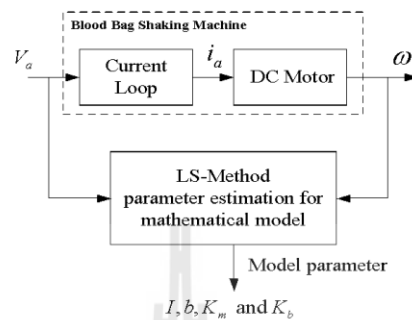 Blood Bag Shaking Machine
V_a
Current Loop
i_a
DC Motor
ω
LS-Method
parameter estimation for
mathematical model
Model parameter
I, b, K_m and K_b